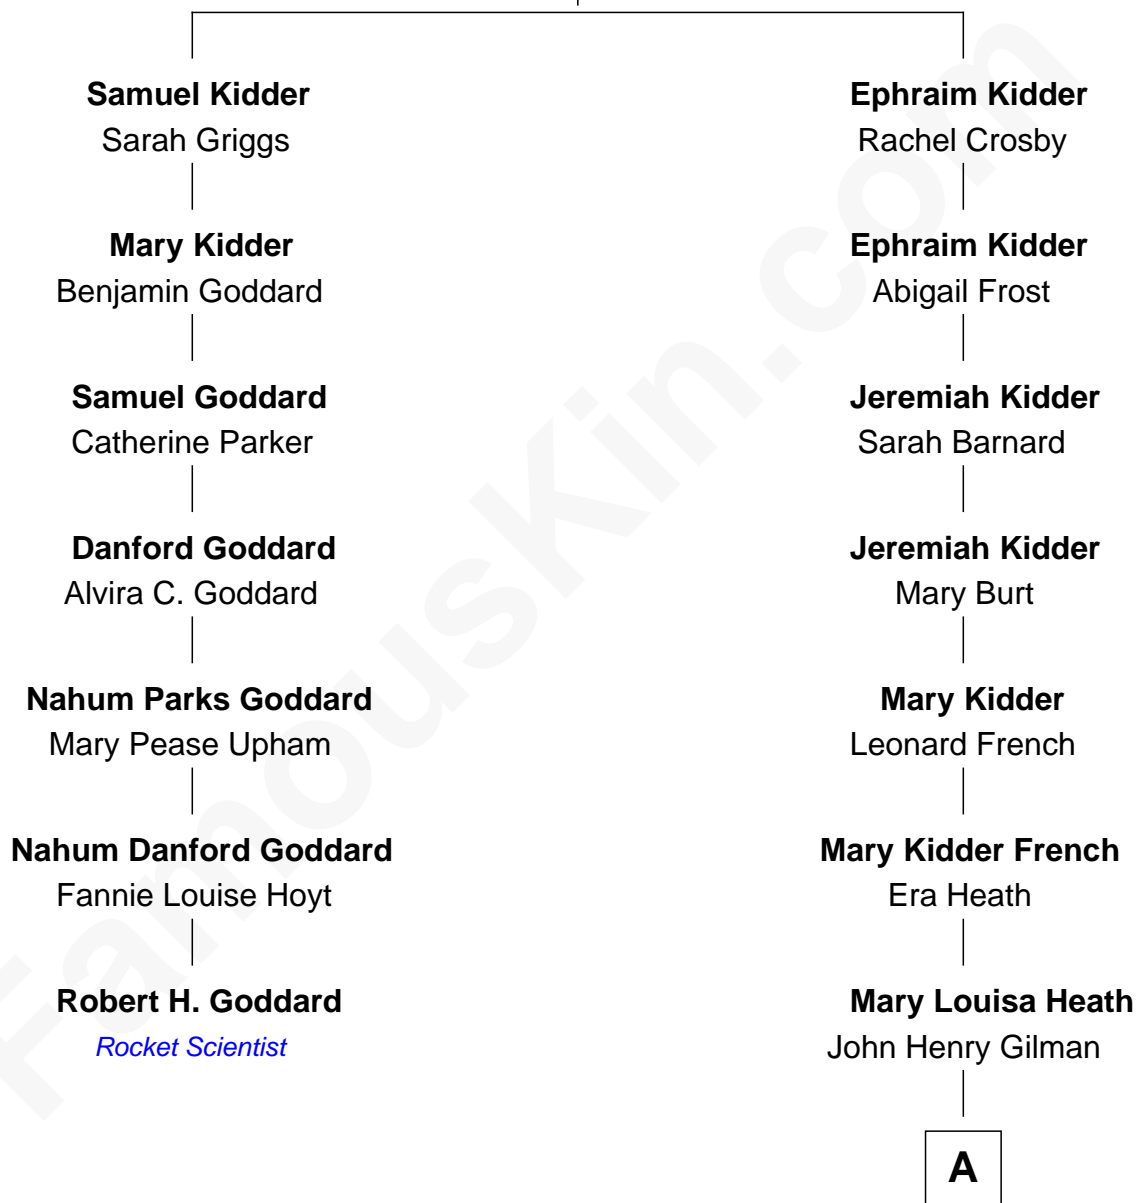 Samuel Kidder
Sarah Griggs
Mary Kidder
Benjamin Goddard
Samuel Goddard
Catherine Parker
Danford Goddard
Alvira C. Goddard
Nahum Parks Goddard
Mary Pease Upham
Nahum Danford Goddard
Fannie Louise Hoyt
Robert H. Goddard
Rocket Scientist
Ephraim Kidder
Rachel Crosby
Ephraim Kidder
Abigail Frost
Jeremiah Kidder
Sarah Barnard
Jeremiah Kidder
Mary Burt
Mary Kidder
Leonard French
Mary Kidder French
Era Heath
Mary Louisa Heath
John Henry Gilman
A
FamousKin.com